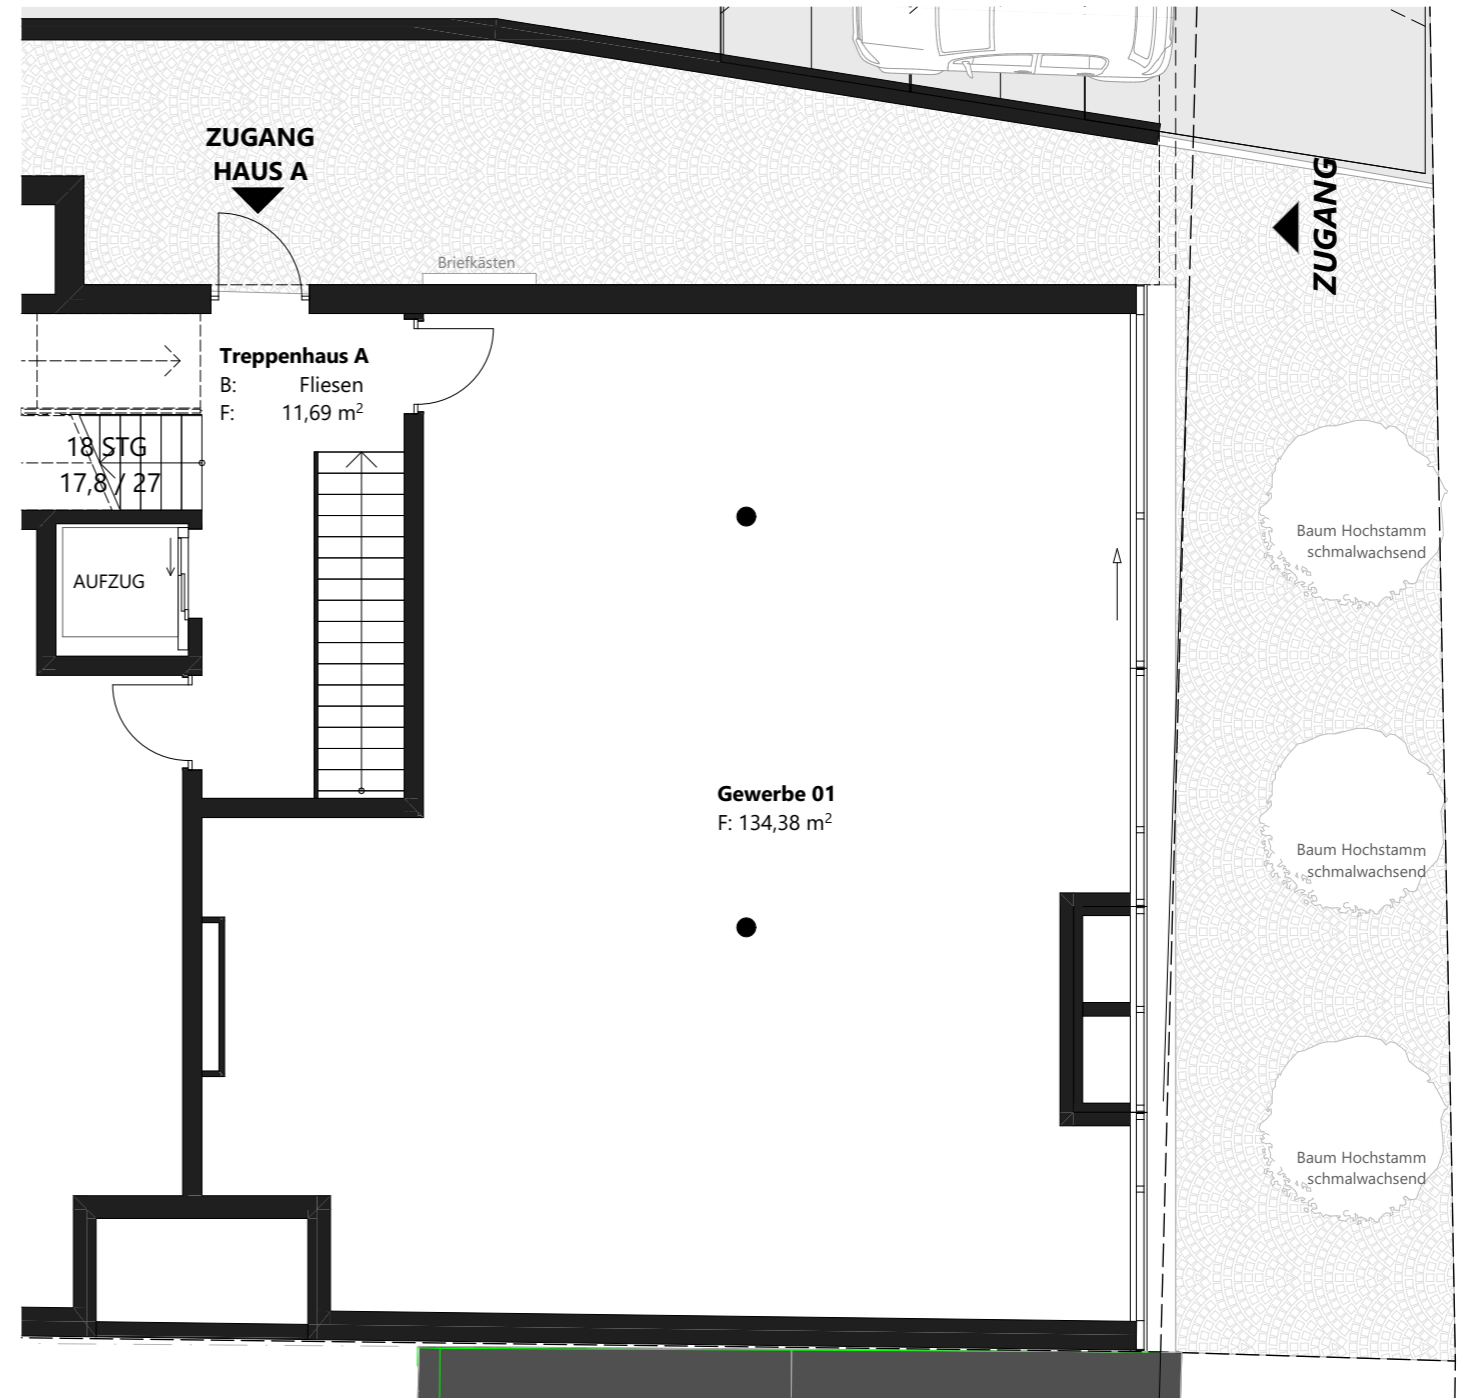 ZUGANG
HAUS A
ZUGANG
Briefkästen
Treppenhaus A
B: Fliesen
F: 11,69 m²
18 STG
17,8 / 27
AUFZUG
Baum Hochstamm
schmalwachsend
Gewerbe 01
F: 134,38 m²
Baum Hochstamm
schmalwachsend
Baum Hochstamm
schmalwachsend